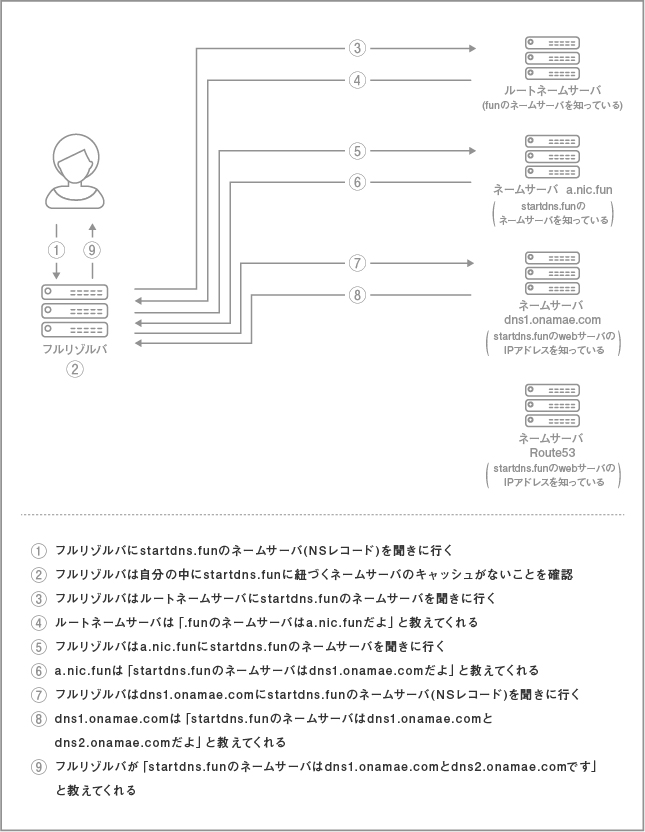 ③
ルートネームサーバ
(funのネームサーバを知っている)
④
⑤
ネームサーバ a.nic.fun
(startdns.funの
ネームサーバを知っている)
⑥
①
⑨
⑦
ネームサーバ
dns1.onamae.com
(startdns.funのwebサーバの
IPアドレスを知っている)
⑧
フルリゾルバ
②
ネームサーバ
Route53
(startdns.funのwebサーバの
IPアドレスを知っている)
① フルリゾルバにstartdns.funのネームサーバ(NSレコード)を聞きに行く
② フルリゾルバは自分の中にstartdns.funに紐づくネームサーバのキャッシュがないことを確認
③ フルリゾルバはルートネームサーバにstartdns.funのネームサーバを聞きに行く
④ ルートネームサーバは「.funのネームサーバはa.nic.funだよ」と教えてくれる
⑤ フルリゾルバはa.nic.funにstartdns.funのネームサーバを聞きに行く
⑥ a.nic.funは「startdns.funのネームサーバはdns1.onamae.comだよ」と教えてくれる
⑦ フルリゾルバはdns1.onamae.comにstartdns.funのネームサーバ(NSレコード)を聞きに行く
⑧ dns1.onamae.comは「startdns.funのネームサーバはdns1.onamae.comと
dns2.onamae.comだよ」と教えてくれる
⑨ フルリゾルバが「startdns.funのネームサーバはdns1.onamae.comとdns2.onamae.comです」
と教えてくれる